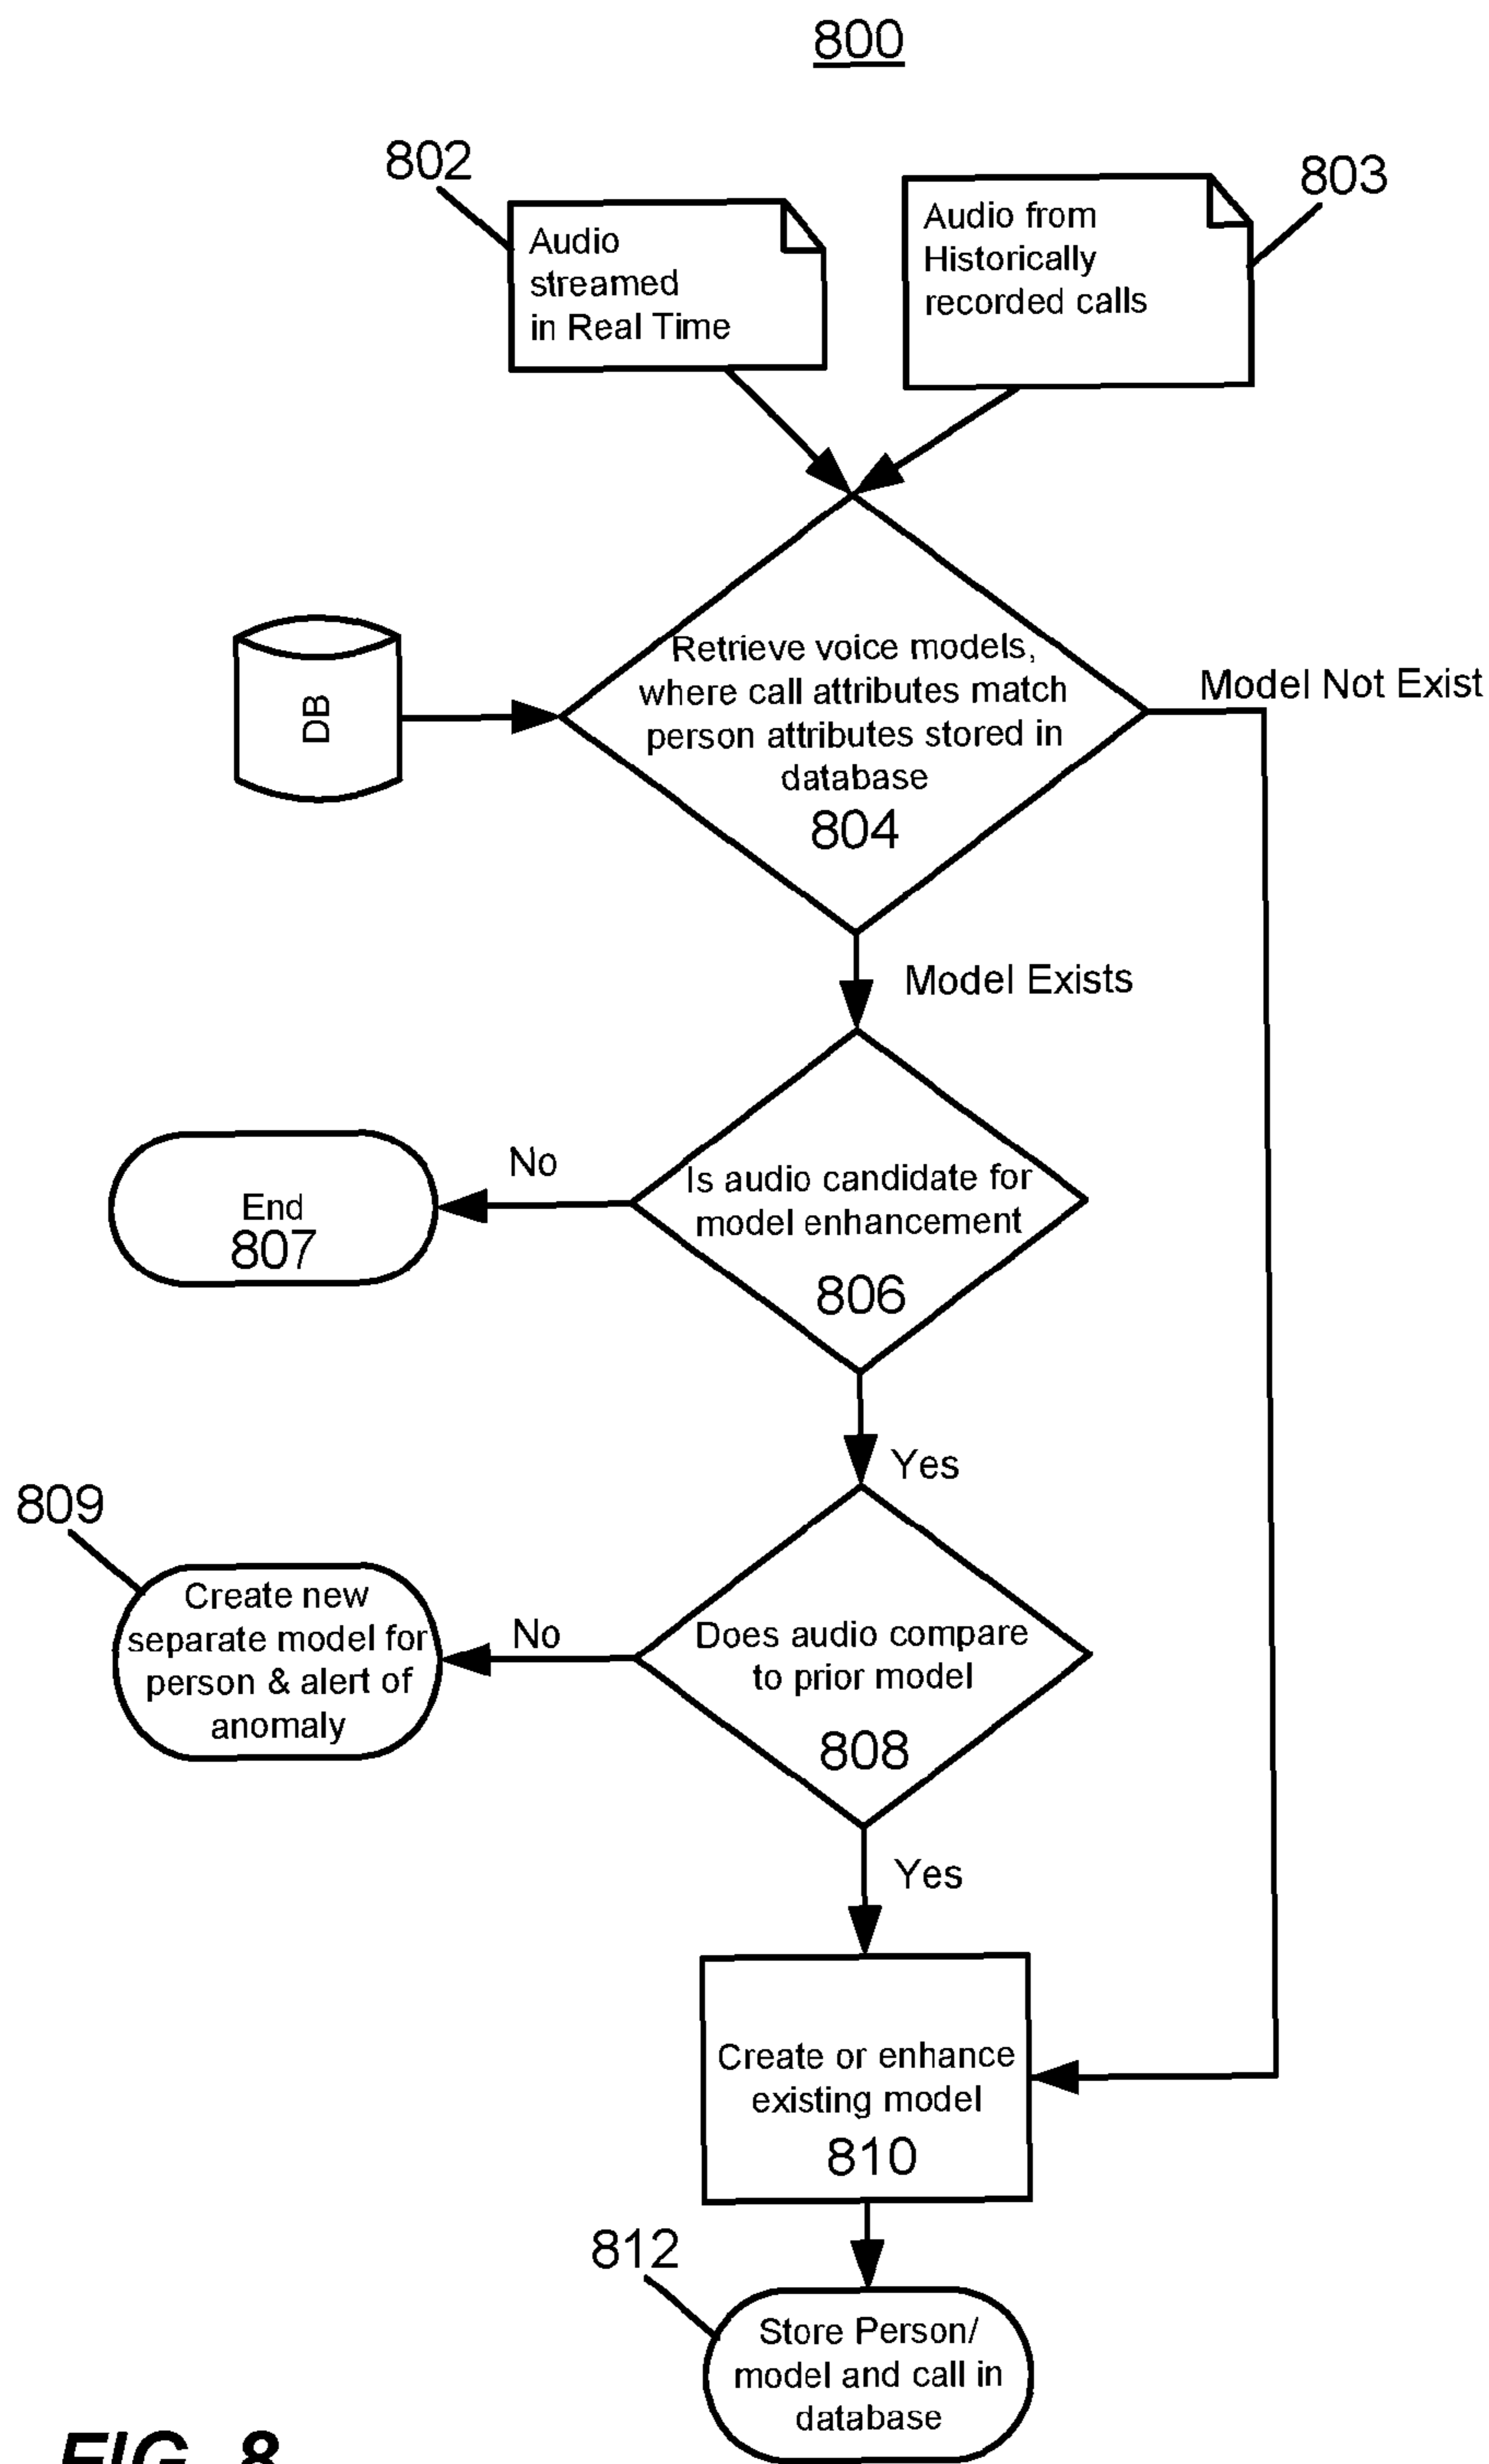 800
802
803
Audio
streamed
in Real Time
Audio from
Historically
recorded calls
DB
Retrieve voice models,
where call attributes match
person attributes stored in
database
804
Model Not Exist
Model Exists
Is audio candidate for
model enhancement
806
No
End
807
Yes
809
Create new
separate model for
person & alert of
anomaly
No
Does audio compare
to prior model
808
Yes
Create or enhance
existing model
810
812
Store Person/
model and call in
database
FIG. 8